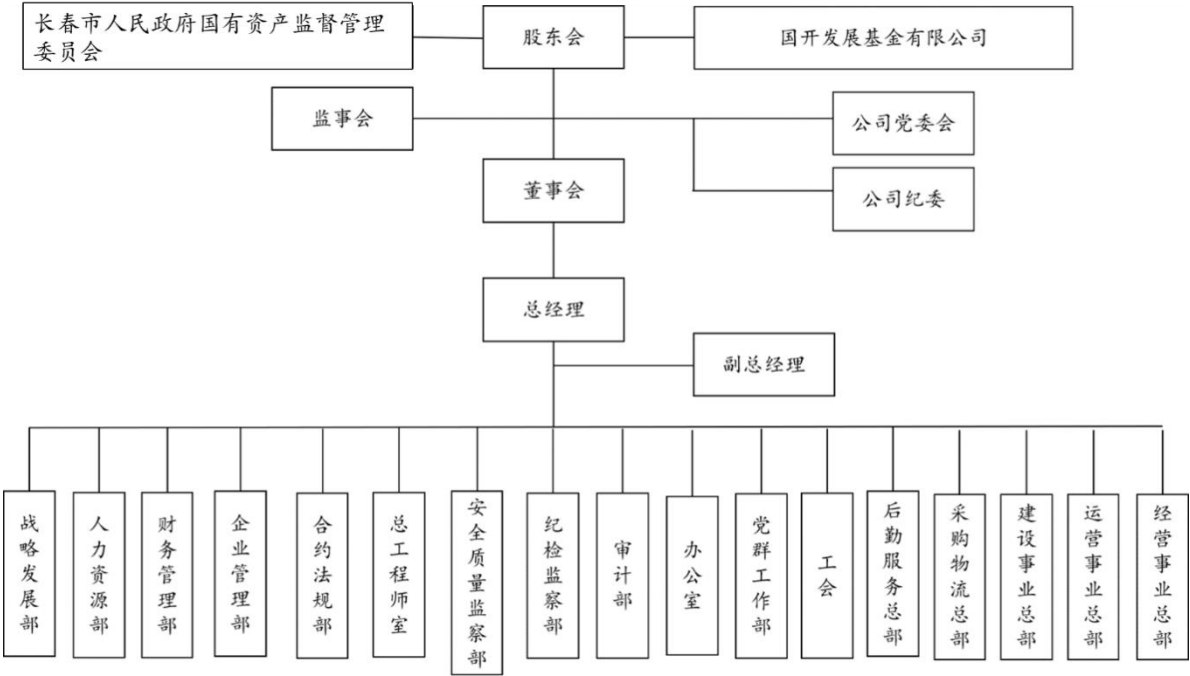 长春市人民政府国有资产监督管理
委员会
股东会
国开发展基金有限公司
监事会
公司党委会
董事会
公司纪委
总经理
副总经理
战略发展部
人力资源部
财务管理部
企业管理部
合约法规部
总工程师室
安全质量监察部
纪检监察部
审计部
办公室
党群工作部
工会
后勤服务总部
采购物流总部
建设事业总部
运营事业总部
经营事业总部